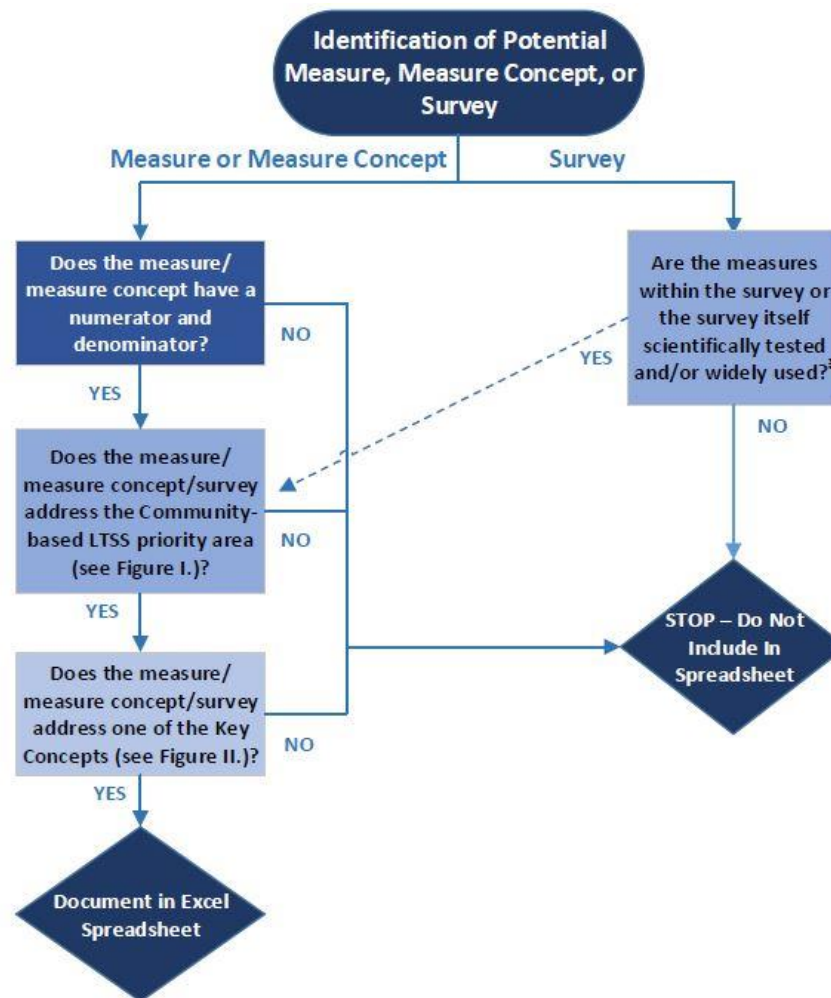 Identification of Potential
Measure, Measure Concept, or
Survey
Measure or Measure Concept
Survey
Does the measure/
measure concept have a
numerator and
denominator?
NO
YES
Are the measures
within the survey or
the survey itself
scientifically tested
and/or widely used?
YES
NO
Does the measure/
measure concept/survey
address the Community-
based LTSS priority area
(see Figure I.)?
NO
YES
STOP – Do Not
Include In
Spreadsheet
Does the measure/
measure concept/survey
address one of the Key
Concepts (see Figure II.)?
NO
YES
Document in Excel
Spreadsheet